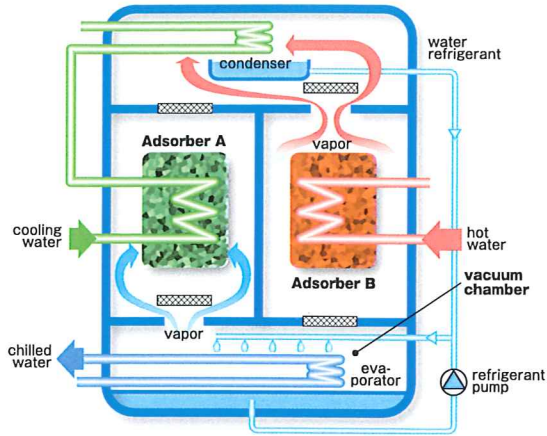 condenser
water
refrigerant
Adsorber A
vapor
cooling
water
hot
water
Adsorber B
vacuum
chamber
vapor
chilled
water
eva-
porator
refrigerant
pump